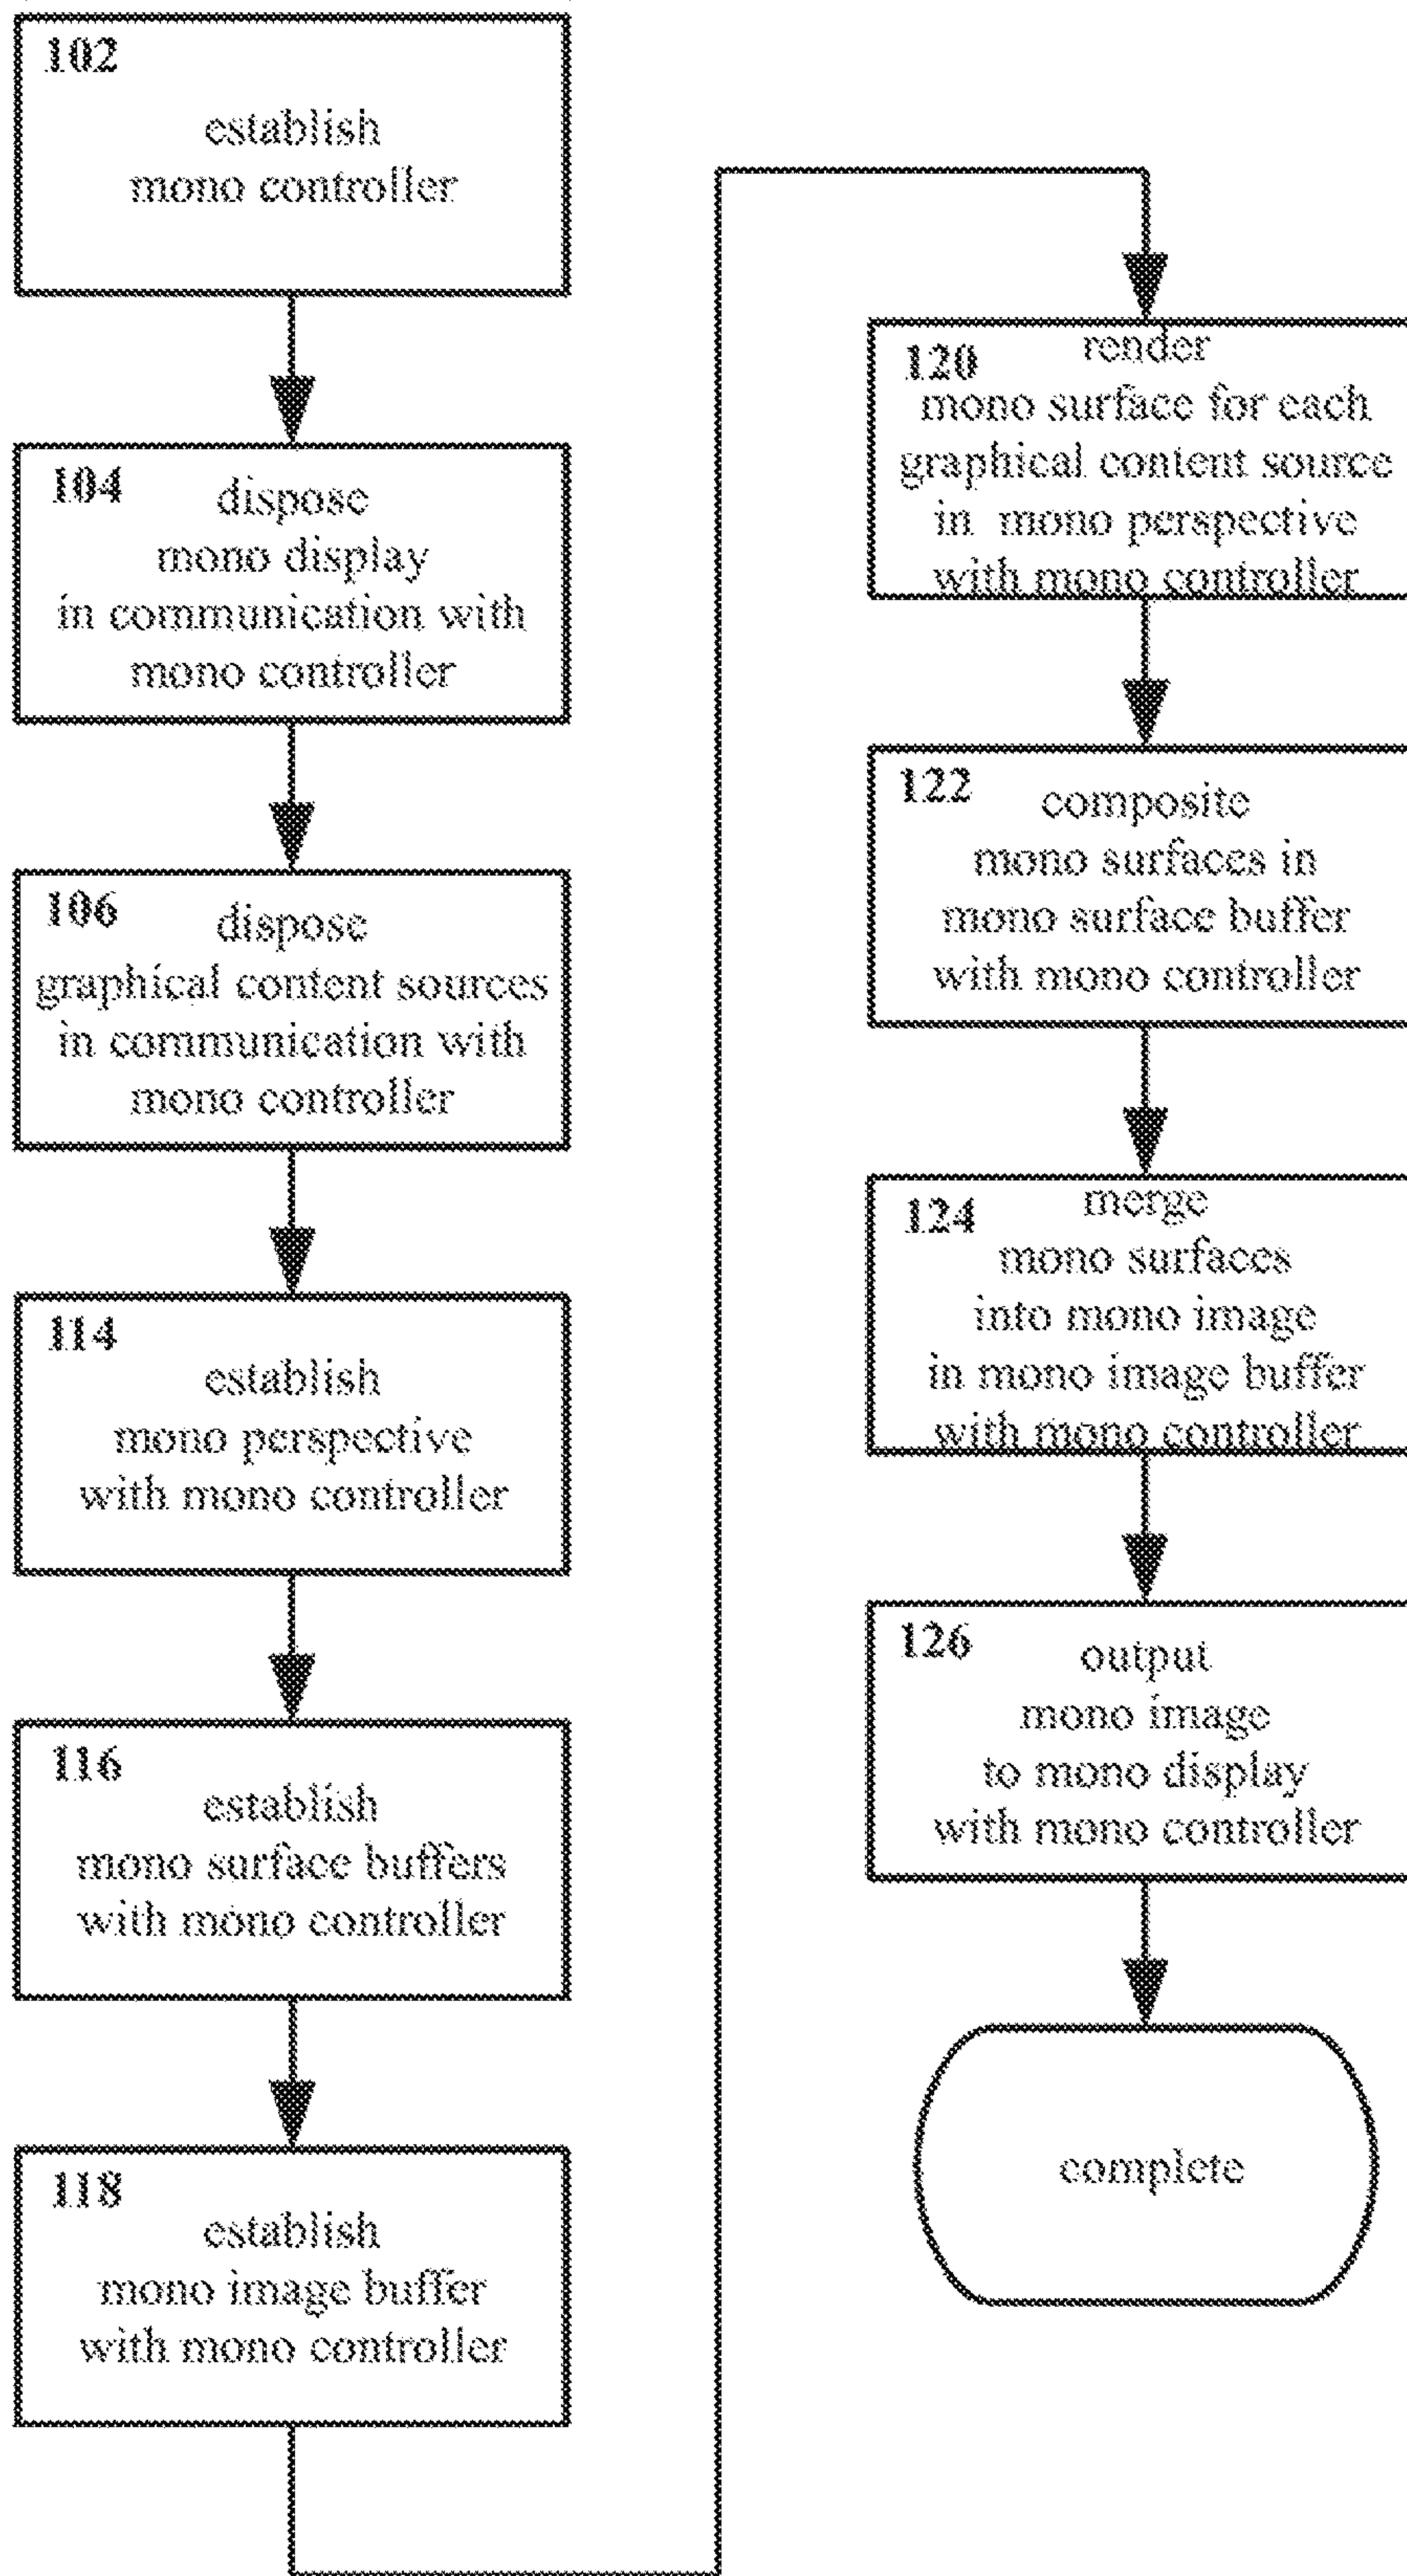 102
establish
mono controller
104
dispose
mono display
in communication with
mono controller
106
dispose
graphical content sources
in communication with
mono controller
114
establish
mono perspective
with mono controller
116
establish
mono surface buffers
with mono controller
118
establish
mono image buffer
with mono controller
120
render
mono surface for each
graphical content source
in mono perspective
with mono controller
122
composite
mono surfaces in
mono surface buffer
with mono controller
124
merge
mono surfaces
into mono image
in mono image buffer
with mono controller
126
output
mono image
to mono display
with mono controller
complete